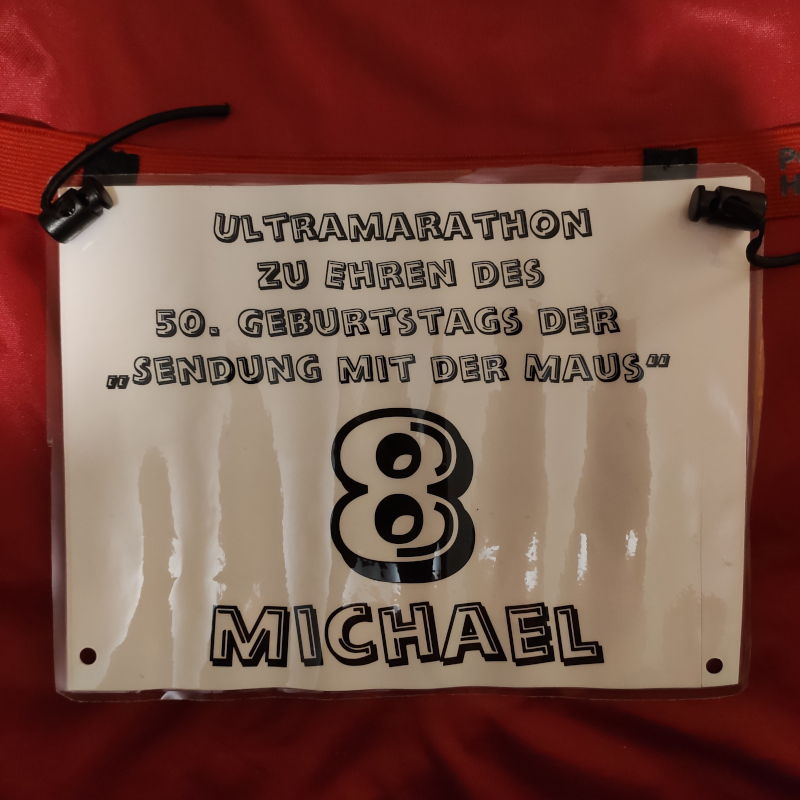 ULTRAMARATHON
ZU EHREN DES
50. GEBURTSTAGS DER
„SENDUNG MIT DER MAUS“
8
MICHAEL